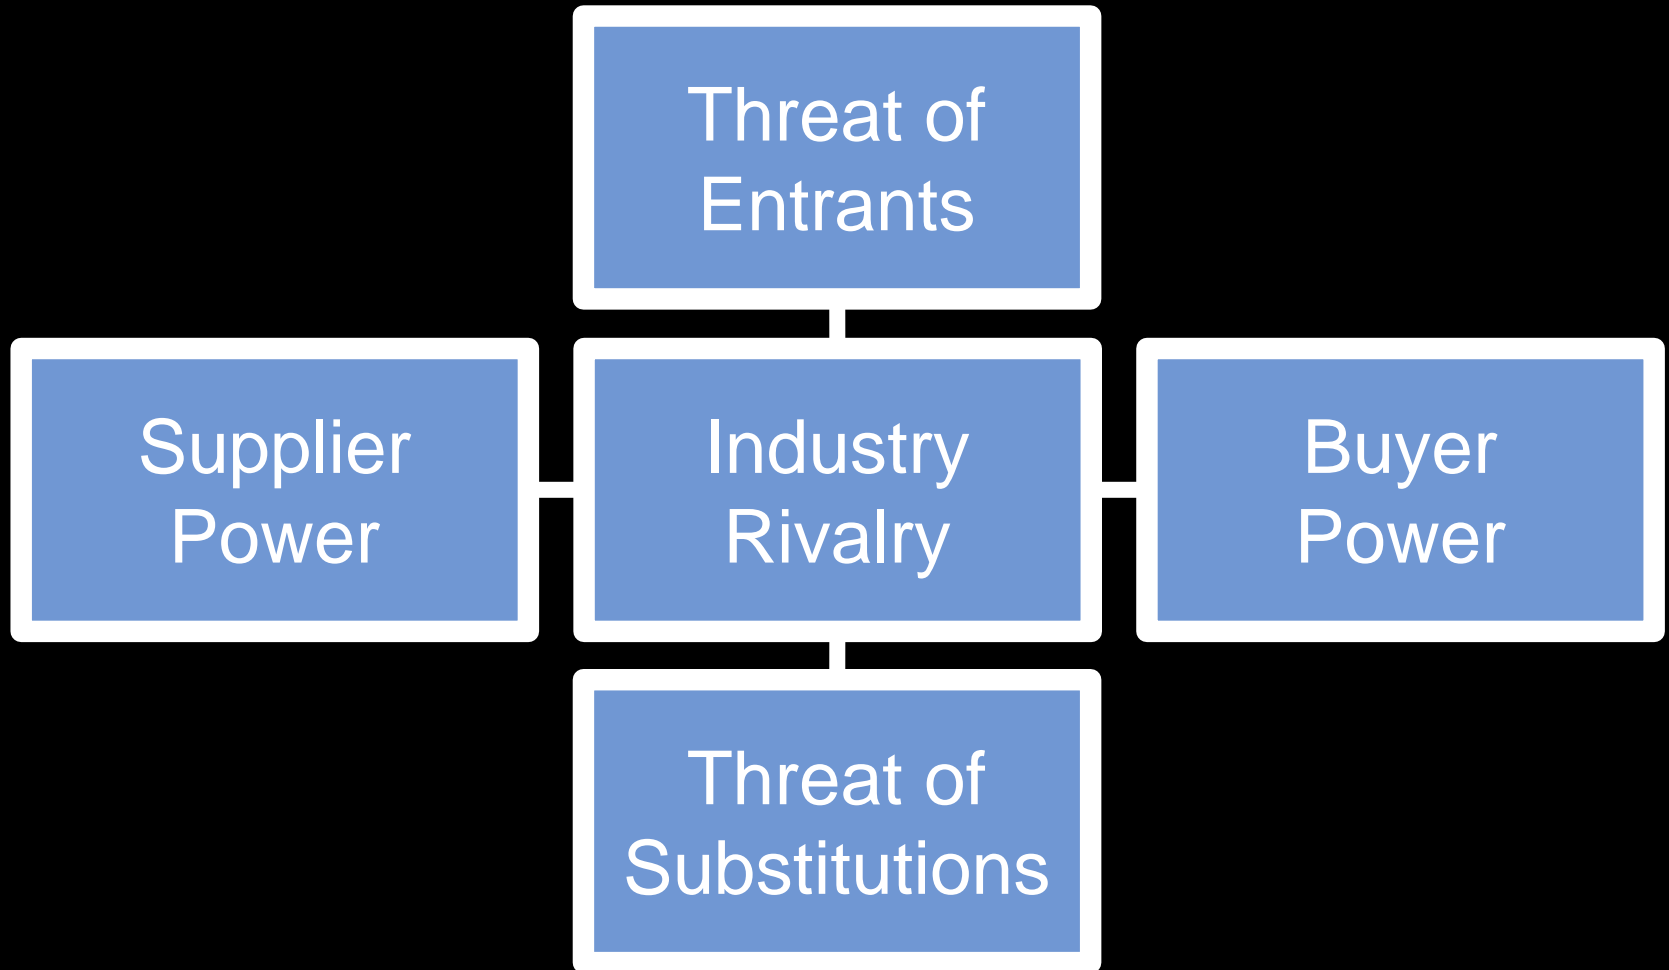 Threat of
Entrants
Supplier
Power
Industry
Rivalry
Buyer
Power
Threat of
Substitutions